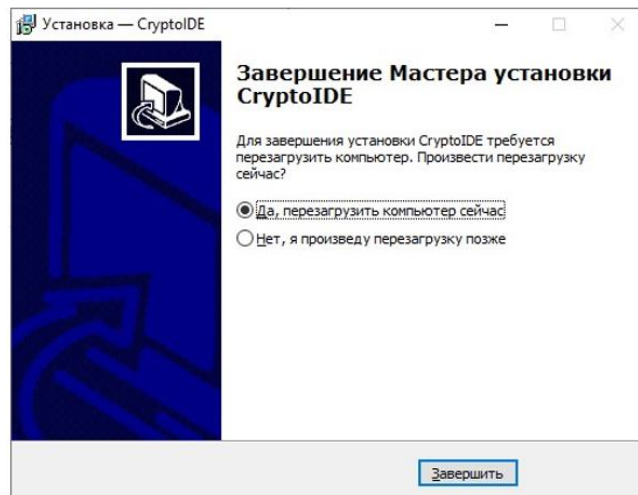 Установка — CryptoIDE
Завершение Мастера установки
CryptoIDE
Для завершения установки CryptoIDE требуется
перезагрузить компьютер. Произвести перезагрузку
сейчас?
Да, перезагрузить компьютер сейчас
Нет, я произведу перезагрузку позже
Завершить